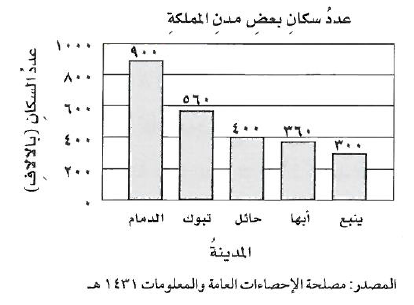 عددُ سكانِ بعضِ مدنِ المملكةِ
عددُ السكانِ (بالآلافِ)
١٠٠٠
٨٠٠
٦٠٠
٤٠٠
٢٠٠
٠
٩٠٠
٥٦٠
٤٠٠
٣٦٠
٣٠٠
الدمام
تبوك
حائل
أبها
ينبع
المدينةُ
المصدر: مصلحة الإحصاءات العامة والمعلومات ١٤٣١ هـ